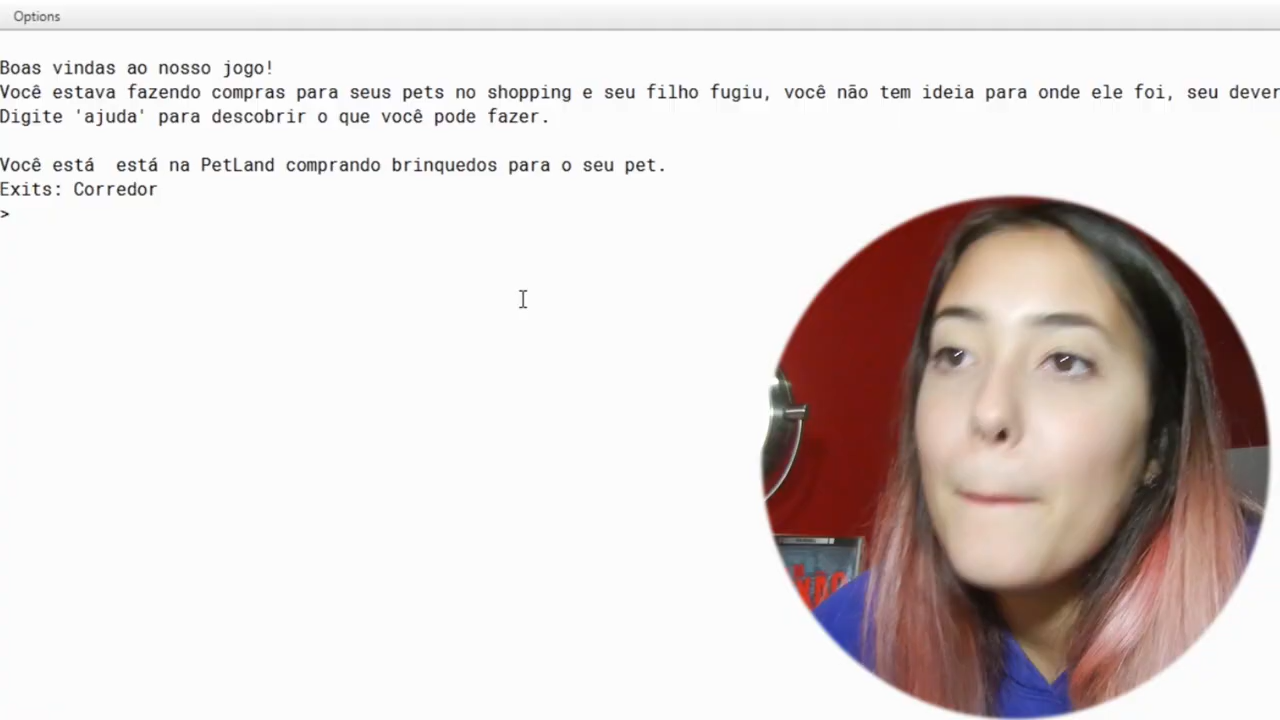 Options
Boas vindas ao nosso jogo!
Você estava fazendo compras para seus pets no shopping e seu filho fugiu, você não tem ideia para onde ele foi, seu dever
Digite 'ajuda' para descobrir o que você pode fazer.
Você está  está na PetLand comprando brinquedos para o seu pet.
Exits: Corredor
>